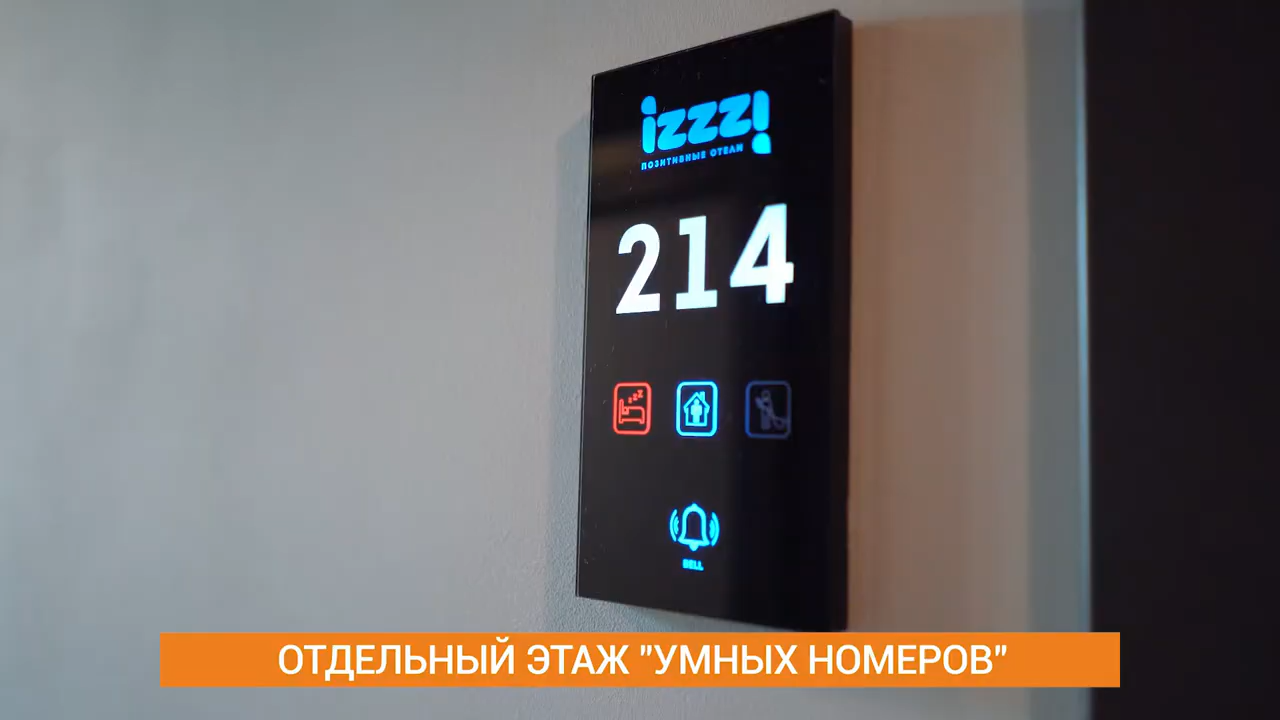 izzz!
ПОЗИТИВНЫЕ ОТЕЛИ
214
BELL
ОТДЕЛЬНЫЙ ЭТАЖ "УМНЫХ НОМЕРОВ"